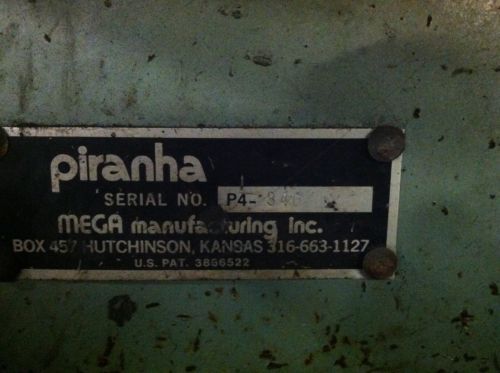 piranha
SERIAL NO. P4-
MEGA manufacturing inc.
BOX 457 HUTCHINSON, KANSAS 316-663-1127
U.S. PAT. 3866522